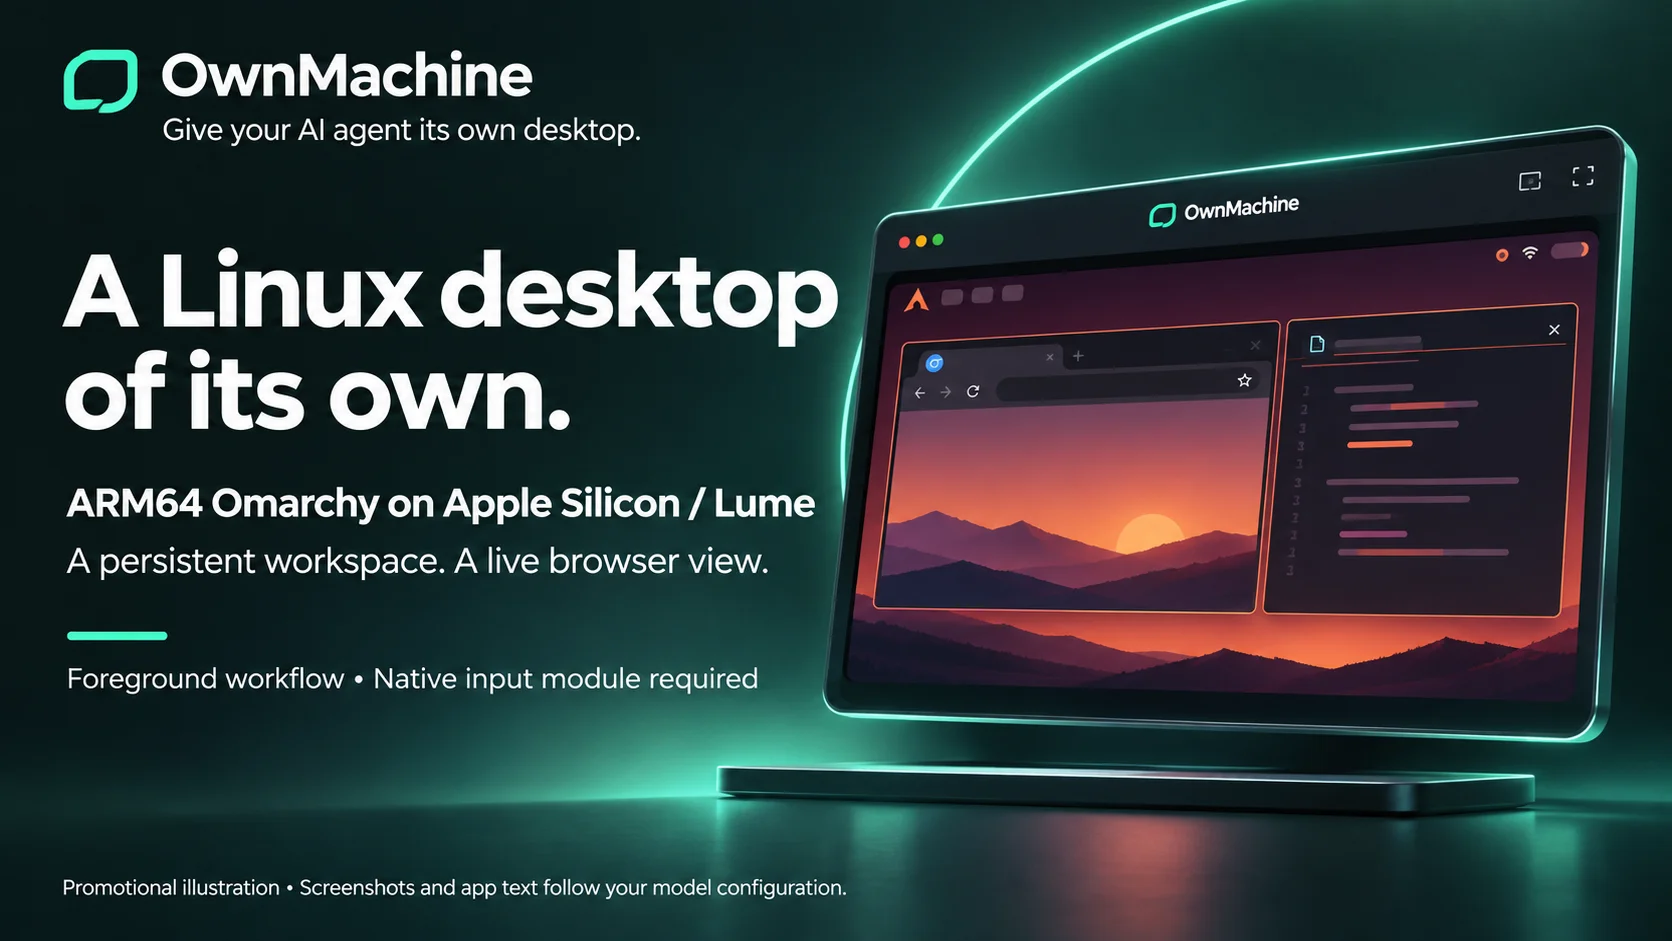 OwnMachine
Give your AI agent its own desktop.
A Linux desktop
of its own.
ARM64 Omarchy on Apple Silicon / Lume
A persistent workspace. A live browser view.
Foreground workflow • Native input module required
Promotional illustration • Screenshots and app text follow your model configuration.
OwnMachine